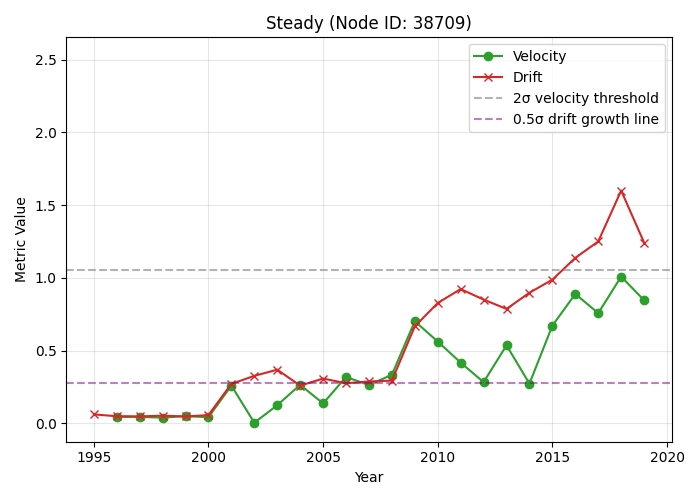 Steady (Node ID: 38709)
Velocity
Drift
2σ velocity threshold
0.5σ drift growth line
Metric Value
2.5
2.0
1.5
1.0
0.5
0.0
1995 2000 2005 2010 2015 2020
Year